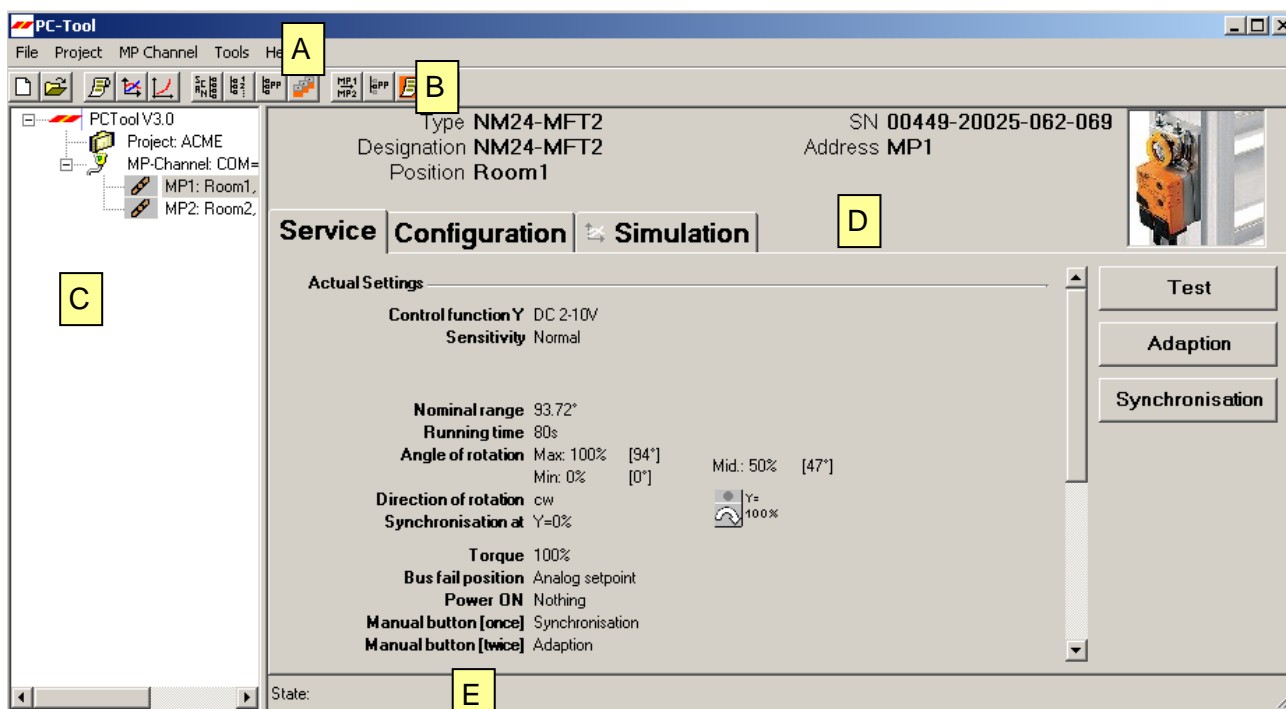 PC-Tool
File Project MP Channel Tools He
A
B
PCTool V3.0
Project: ACME
MP-Channel: COM=
MP1: Room1,
MP2: Room2,
C
Type NM24-MFT2
SN 00449-20025-062-069
Designation NM24-MFT2
Address MP1
Position Room1
D
Service Configuration Simulation
Actual Settings
Control function Y DC 2-10V
Sensitivity Normal
Nominal range 93.72°
Running time 80s
Angle of rotation Max: 100% [94°]
Mid.: 50% [47°]
Min: 0% [0°]
Direction of rotation cw
Y=
100%
Synchronisation at Y=0%
Torque 100%
Bus fail position Analog setpoint
Power ON Nothing
Manual button [once] Synchronisation
Manual button [twice] Adaption
Test
Adaption
Synchronisation
State:
E